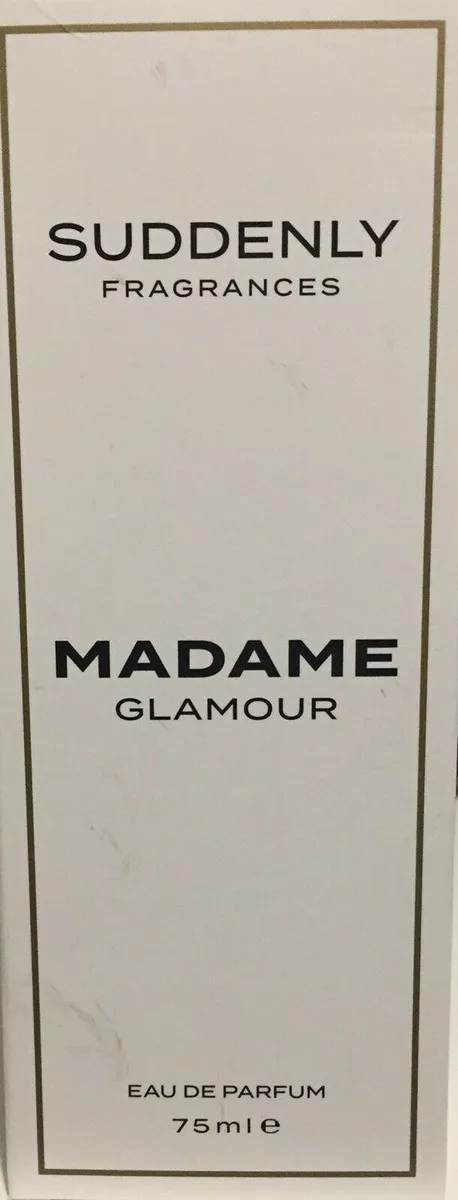 SUDDENLY
FRAGRANCES
MADAME
GLAMOUR
EAU DE PARFUM
75ml ℮